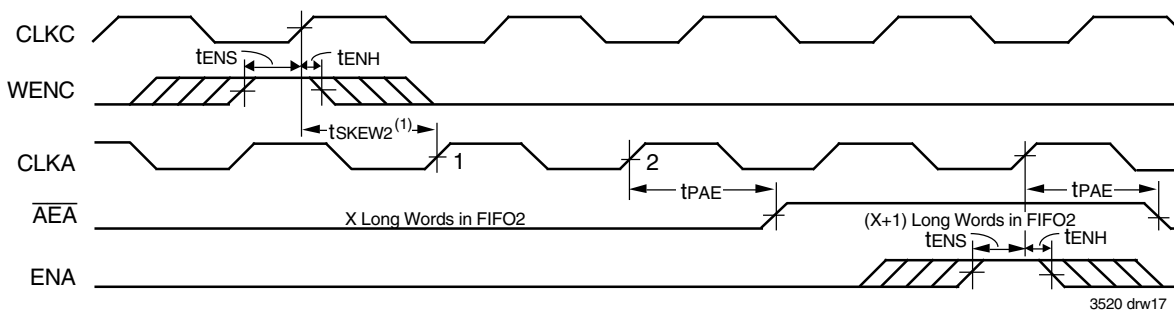 CLKC
tENS
tENH
WENC
tSKEW2 (1)
CLKA
1
2
tPAE
tPAE
AEA
X Long Words in FIFO2
(X+1) Long Words in FIFO2
tENS
tENH
ENA
3520 drw17